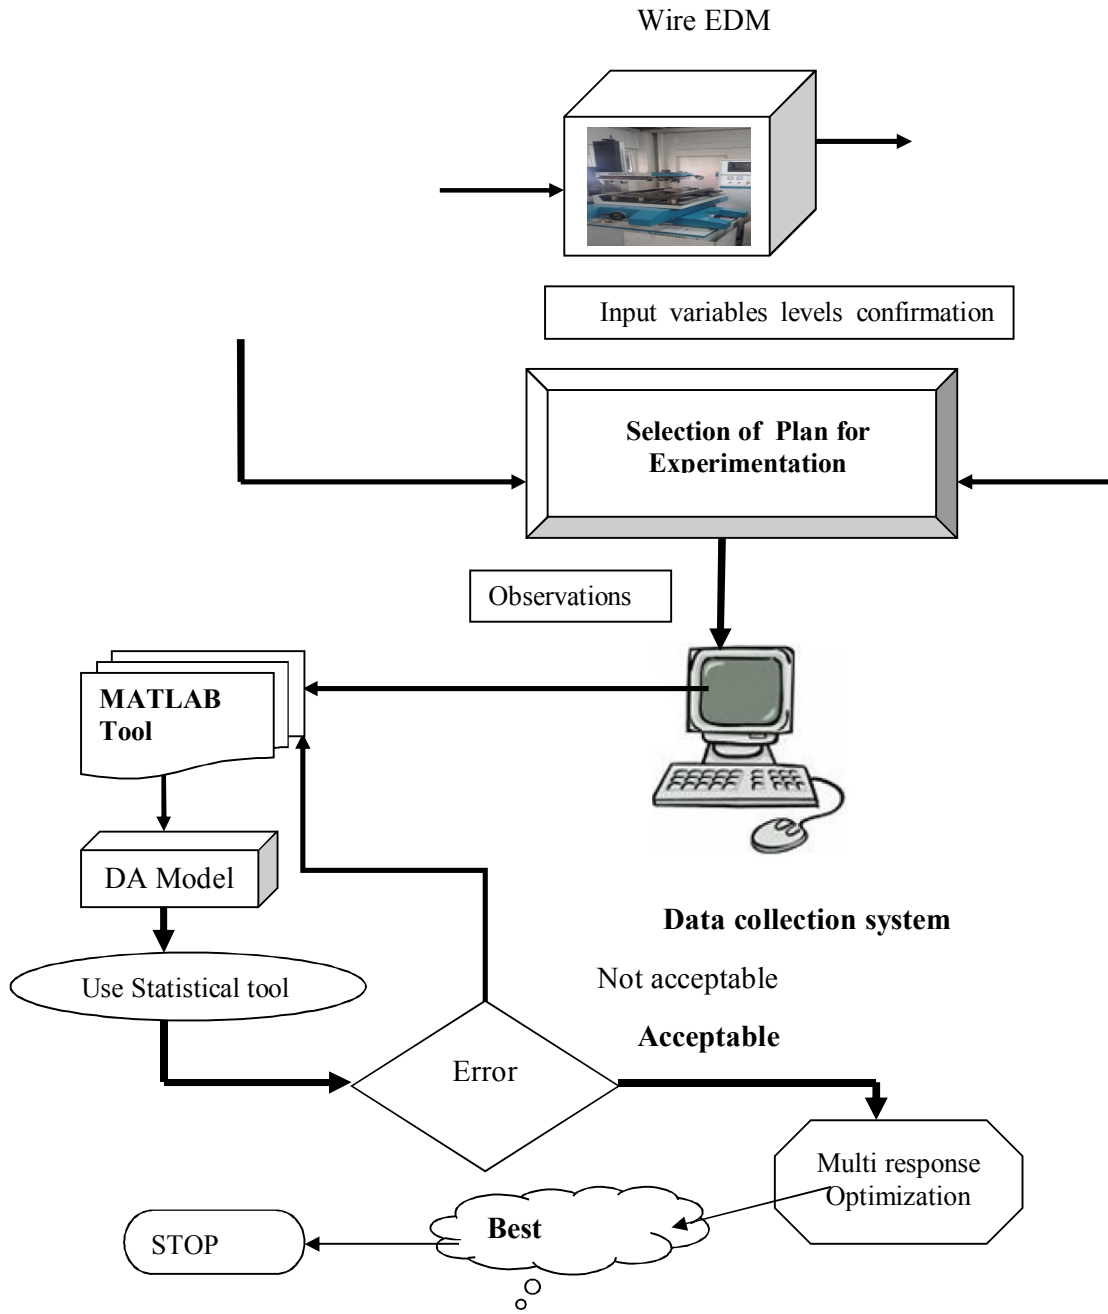 Wire EDM
Input variables levels confirmation
Selection of Plan for
Experimentation
Observations
MATLAB
Tool
DA Model
Data collection system
Use Statistical tool
Not acceptable
Acceptable
Error
Multi response
Optimization
Best
STOP